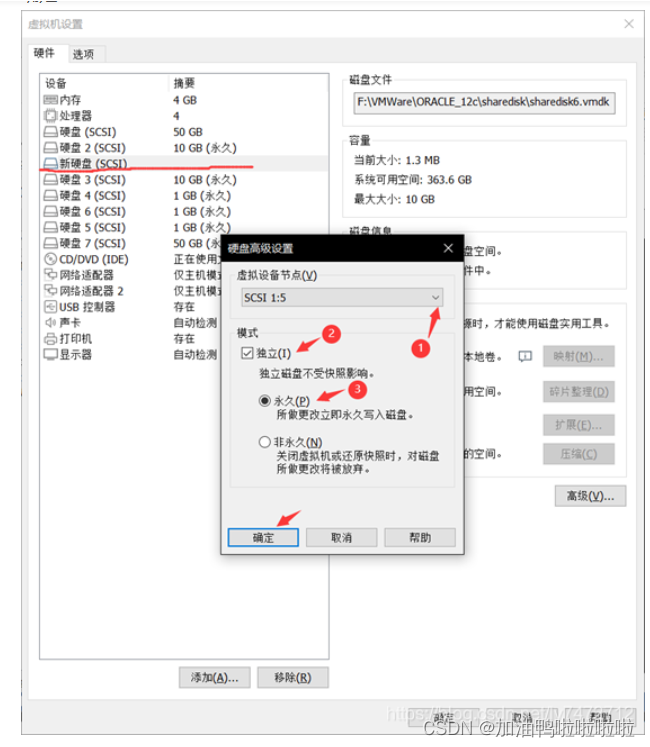 虚拟机设置
硬件 选项
设备 摘要
内存 4 GB
处理器 4
硬盘 (SCSI) 50 GB
硬盘 2 (SCSI) 10 GB (永久)
新硬盘 (SCSI)
硬盘 3 (SCSI) 10 GB (永久)
硬盘 4 (SCSI) 1 GB (永久)
硬盘 6 (SCSI) 1 GB (永久)
硬盘 5 (SCSI) 1 GB (永久)
硬盘 7 (SCSI) 50 GB (永
CD/DVD (IDE) 正在使用
网络适配器 仅主机模
网络适配器 2 仅主机模
USB 控制器 存在
声卡 自动检测
打印机 存在
显示器 自动检测
添加(A)... 移除(R)
磁盘文件
F:\VMWare\ORACLE_12c\sharedisk\sharedisk6.vmdk
容量
当前大小: 1.3 MB
系统可用空间: 363.6 GB
最大大小: 10 GB
磁盘信息
盘空间。
件中。
源时，才能使用磁盘实用工具。
本地卷。 映射(M)...
用空间。 碎片整理(D)
扩展(E)...
的空间。 压缩(C)
高级(V)...
硬盘高级设置
虚拟设备节点(V)
SCSI 1:5
1
模式
2
独立(I)
独立磁盘不受快照影响。
3
永久(P)
所做更改立即永久写入磁盘。
非永久(N)
关闭虚拟机或还原快照时，对磁盘
所做更改将被放弃。
确定 取消 帮助
确定 取消 帮助
CSDN @加油鸭啦啦啦啦